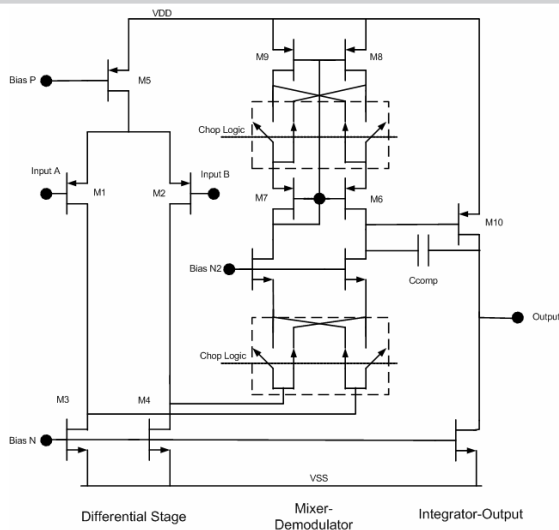 VDD
M9
M8
Bias P
M5
Chop Logic
Input A
Input B
M1
M2
M7
M6
M10
Bias N2
Ccomp
Output
Chop Logic
M3
M4
Bias N
VSS
Differential Stage
Mixer-
Demodulator
Integrator-Output